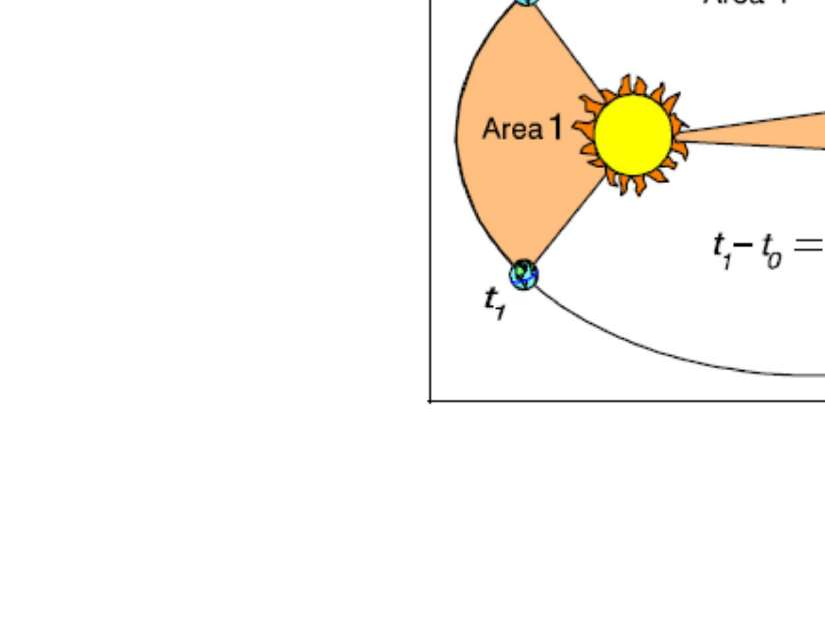 Area 1
t₁ – t₀ =
t₁